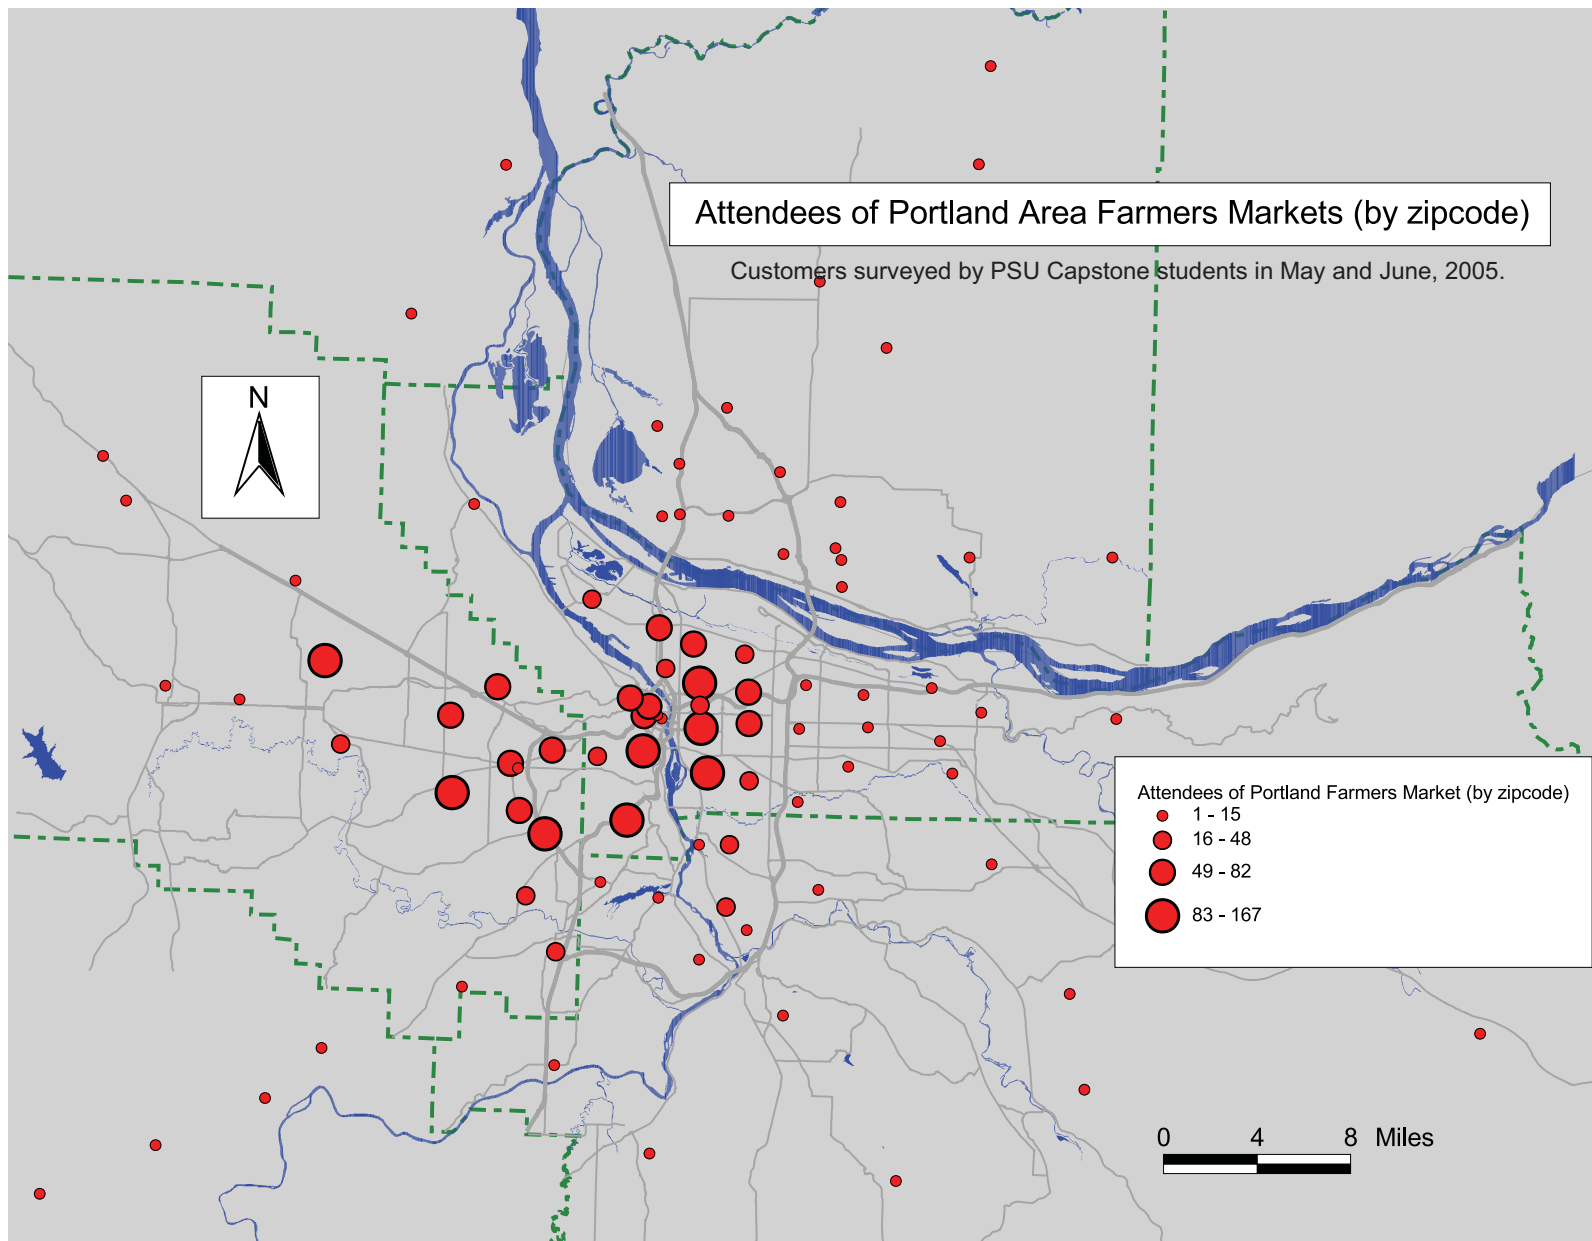 Attendees of Portland Area Farmers Markets (by zipcode)
Customers surveyed by PSU Capstone students in May and June, 2005.
N
Attendees of Portland Farmers Market (by zipcode)
1 - 15
16 - 48
49 - 82
83 - 167
0 4 8 Miles